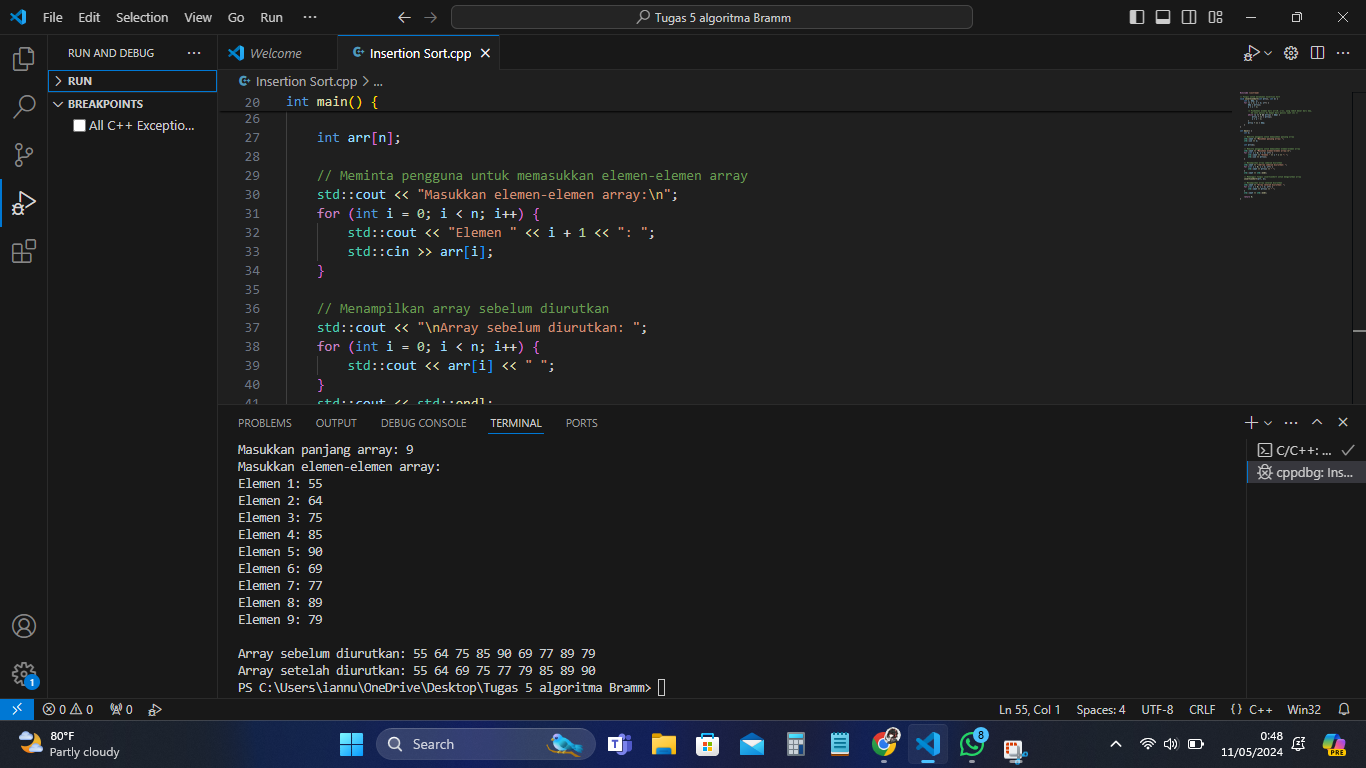 File Edit Selection View Go Run ···
Tugas 5 algoritma Bramm
RUN AND DEBUG ···
RUN
BREAKPOINTS
All C++ Exceptio...
Welcome
Insertion Sort.cpp
Insertion Sort.cpp > ...
20 int main() {
26
27 int arr[n];
28
29 // Meminta pengguna untuk memasukkan elemen-elemen array
30 std::cout << "Masukkan elemen-elemen array:\n";
31 for (int i = 0; i < n; i++) {
32 std::cout << "Elemen " << i + 1 << ": ";
33 std::cin >> arr[i];
34 }
35
36 // Menampilkan array sebelum diurutkan
37 std::cout << "\nArray sebelum diurutkan: ";
38 for (int i = 0; i < n; i++) {
39 std::cout << arr[i] << " ";
40 }
41 std::cout << std::endl;
PROBLEMS OUTPUT DEBUG CONSOLE TERMINAL PORTS
Masukkan panjang array: 9
Masukkan elemen-elemen array:
Elemen 1: 55
Elemen 2: 64
Elemen 3: 75
Elemen 4: 85
Elemen 5: 90
Elemen 6: 69
Elemen 7: 77
Elemen 8: 89
Elemen 9: 79
Array sebelum diurutkan: 55 64 75 85 90 69 77 89 79
Array setelah diurutkan: 55 64 69 75 77 79 85 89 90
PS C:\Users\iannu\OneDrive\Desktop\Tugas 5 algoritma Bramm>
C/C++: ...
cppdbg: Ins...
1
0 0 0
Ln 55, Col 1 Spaces: 4 UTF-8 CRLF {} C++ Win32
80°F
Partly cloudy
Search
8
0:48
11/05/2024
PRE